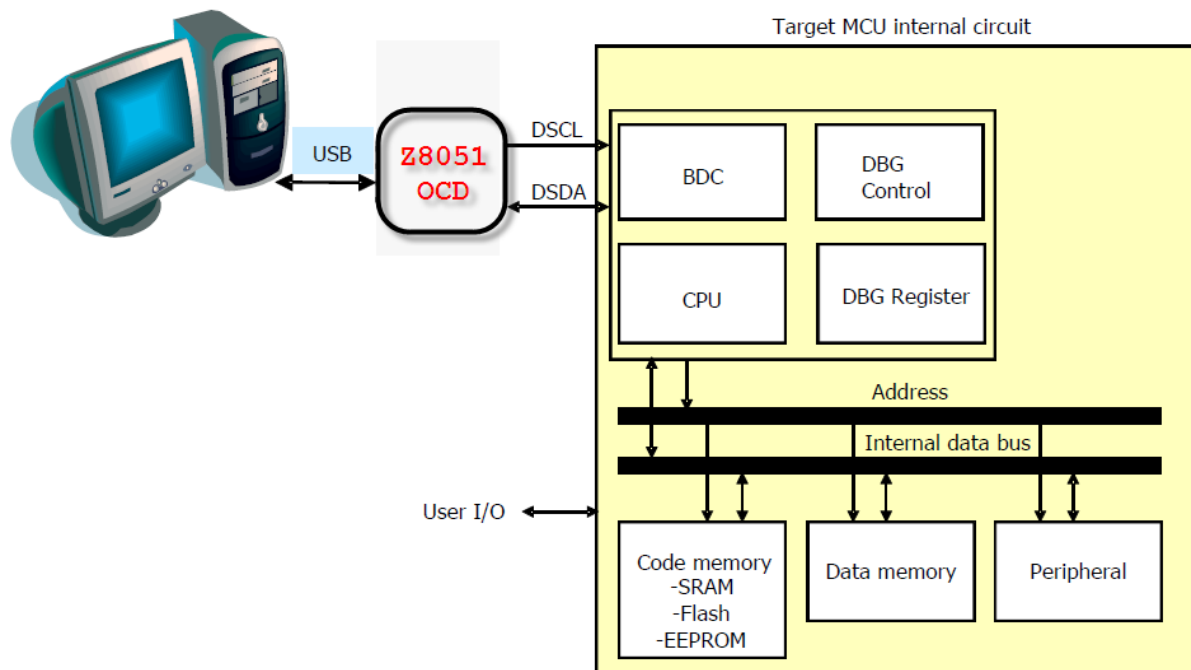 Target MCU internal circuit
USB
Z8051
OCD
DSCL
DSDA
BDC
DBG
Control
CPU
DBG Register
Address
Internal data bus
User I/O
Code memory
-SRAM
-Flash
-EEPROM
Data memory
Peripheral